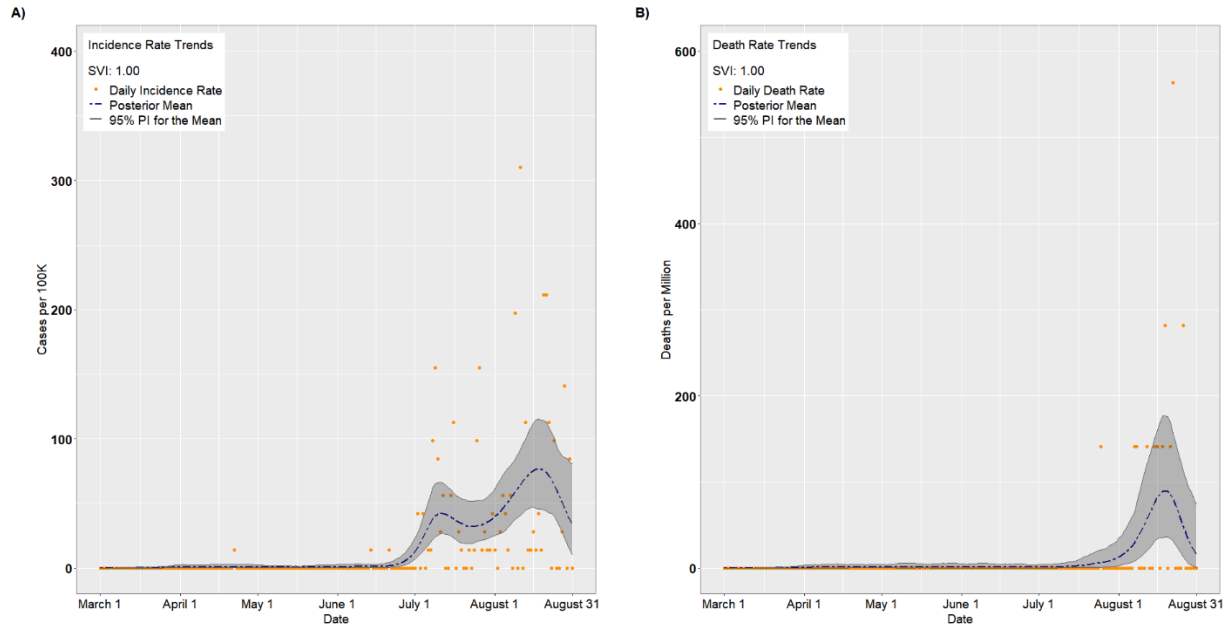 A)
Incidence Rate Trends
SVI: 1.00
Daily Incidence Rate
Posterior Mean
95% PI for the Mean
Cases per 100K
400
300
200
100
0
March 1 April 1 May 1 June 1 July 1 August 1 August 31
Date
B)
Death Rate Trends
SVI: 1.00
Daily Death Rate
Posterior Mean
95% PI for the Mean
Deaths per Million
600
400
200
0
March 1 April 1 May 1 June 1 July 1 August 1 August 31
Date